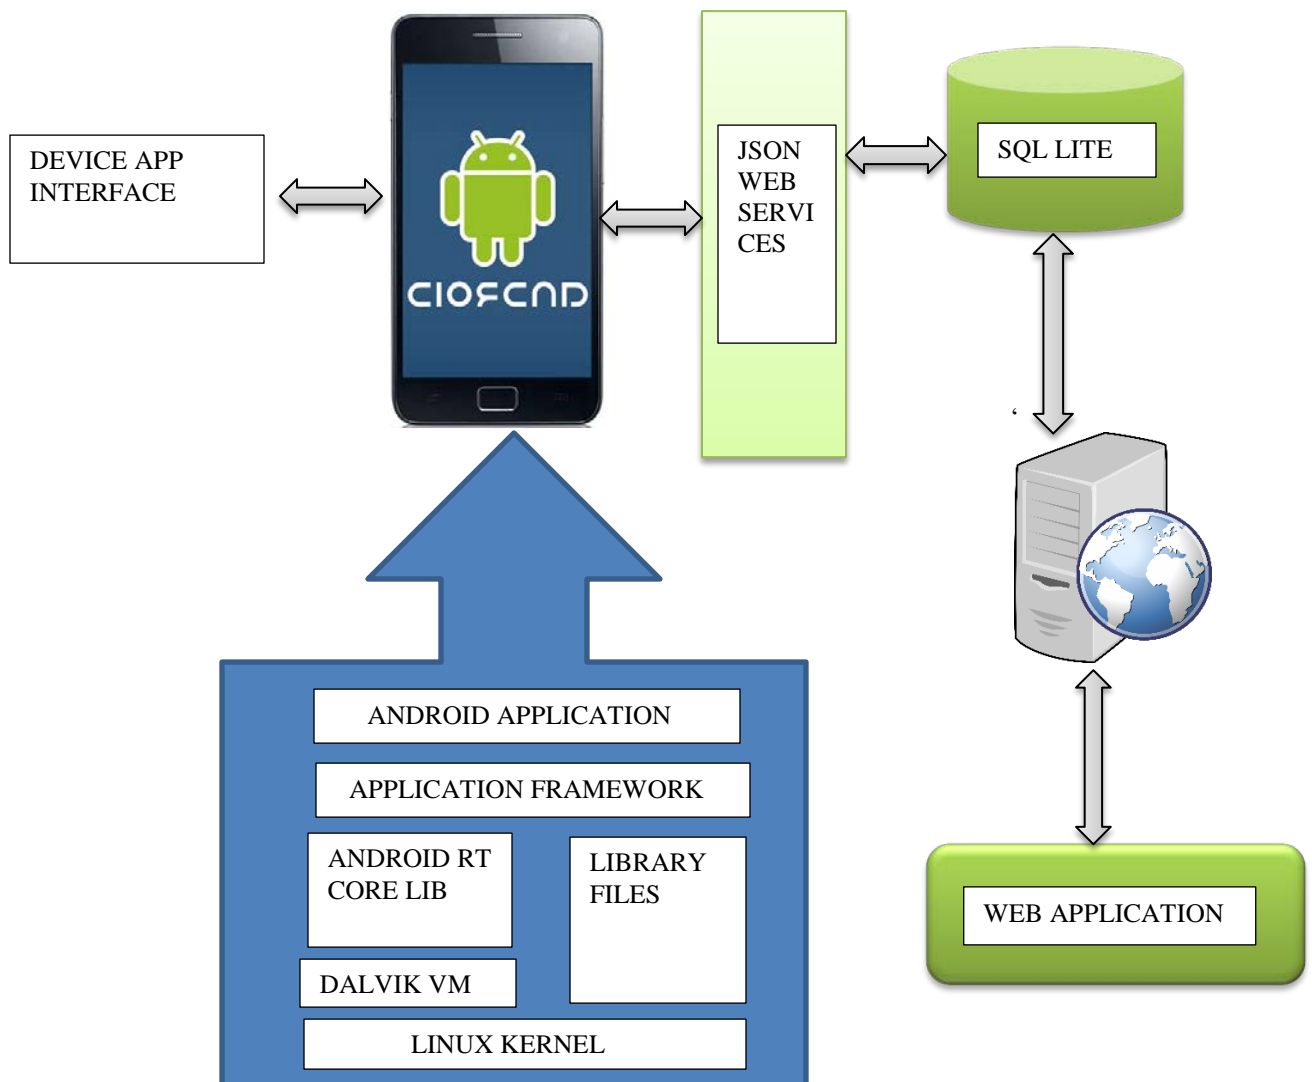 DEVICE APP
INTERFACE
JSON
WEB
SERVI
CES
SQL LITE
‘
ANDROID APPLICATION
APPLICATION FRAMEWORK
ANDROID RT
CORE LIB
LIBRARY
FILES
DALVIK VM
LINUX KERNEL
WEB APPLICATION